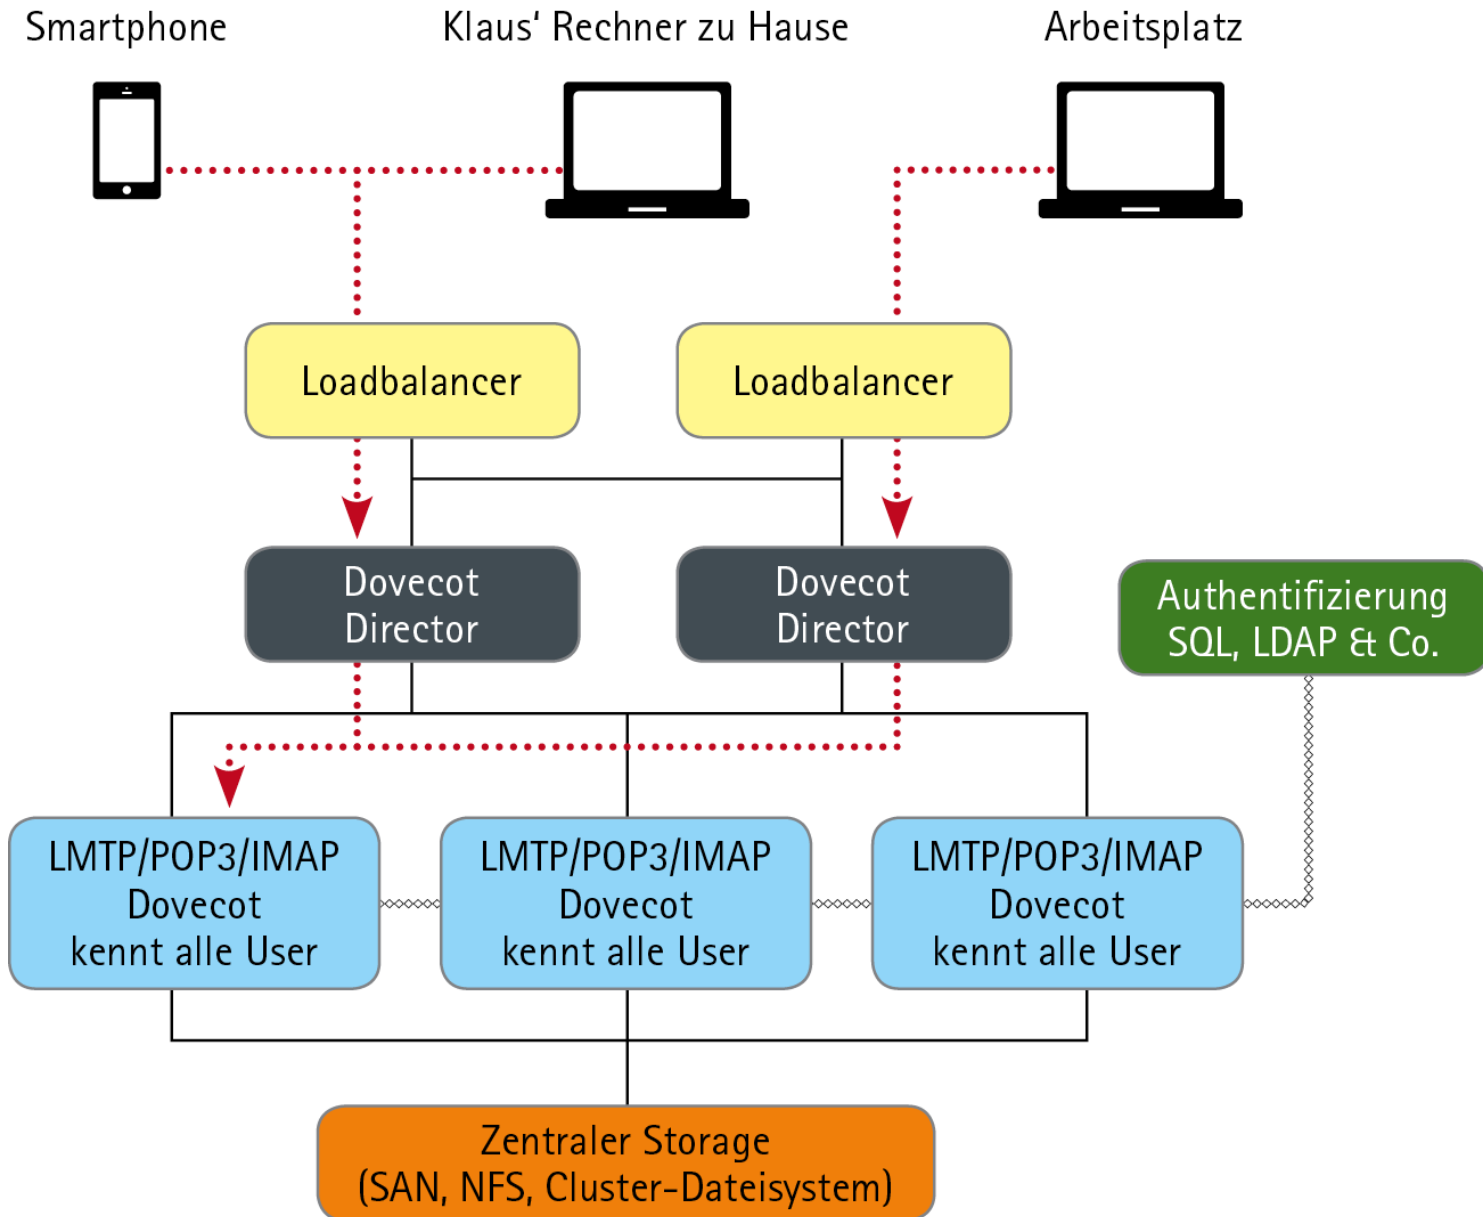 Smartphone
Klaus‘ Rechner zu Hause
Arbeitsplatz
Loadbalancer
Loadbalancer
Dovecot
Director
Dovecot
Director
Authentifizierung
SQL, LDAP & Co.
LMTP/POP3/IMAP
Dovecot
kennt alle User
LMTP/POP3/IMAP
Dovecot
kennt alle User
LMTP/POP3/IMAP
Dovecot
kennt alle User
Zentraler Storage
(SAN, NFS, Cluster-Dateisystem)